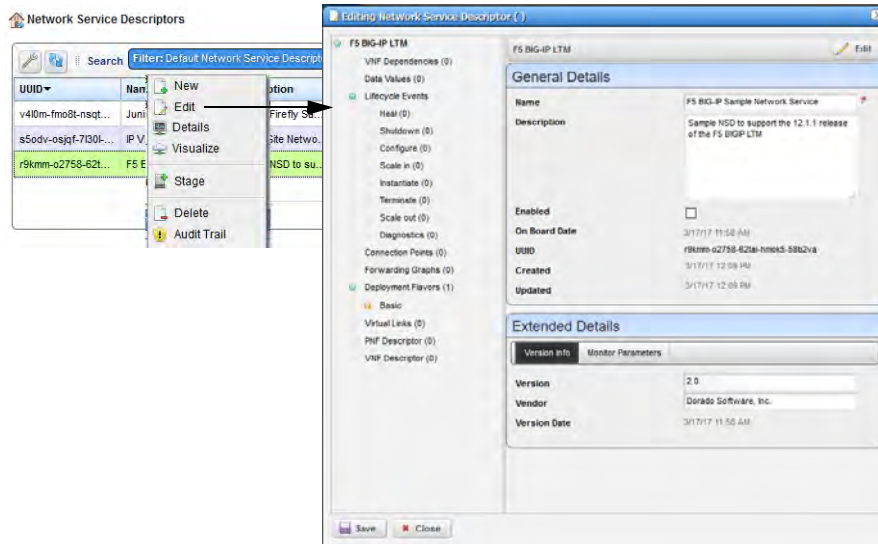 Network Service Descriptors
Search Filter: Default Network Service Descript
UUID Nam ption
v4l0m-fmo8t-nsqt... Juni Firefly Su...
s5odv-osjqf-7l30l-... IP V Site Netwo...
r9kmm-o2758-62t... F5 E NSD to su...
New
Edit
Details
Visualize
Stage
Delete
Audit Trail
Editing Network Service Descriptor ( )
F5 BIG-IP LTM
VNF Dependencies (0)
Data Values (0)
Lifecycle Events
Heal (0)
Shutdown (0)
Configure (0)
Scale in (0)
Instantiate (0)
Terminate (0)
Scale out (0)
Diagnostics (0)
Connection Points (0)
Forwarding Graphs (0)
Deployment Flavors (1)
Basic
Virtual Links (0)
PNF Descriptor (0)
VNF Descriptor (0)
F5 BIG-IP LTM Edit
General Details
Name F5 BIG-IP Sample Network Service
Description Sample NSD to support the 12.1.1 release
of the F5 BIGIP LTM
Enabled
On Board Date 3/17/17 11:58 AM
UUID
Created 3/17/17 12:09 PM
Updated 3/17/17 12:09 PM
Extended Details
Version Info Monitor Parameters
Version 2.0
Vendor Dorado Software, Inc.
Version Date 3/17/17 11:58 AM
Save Close